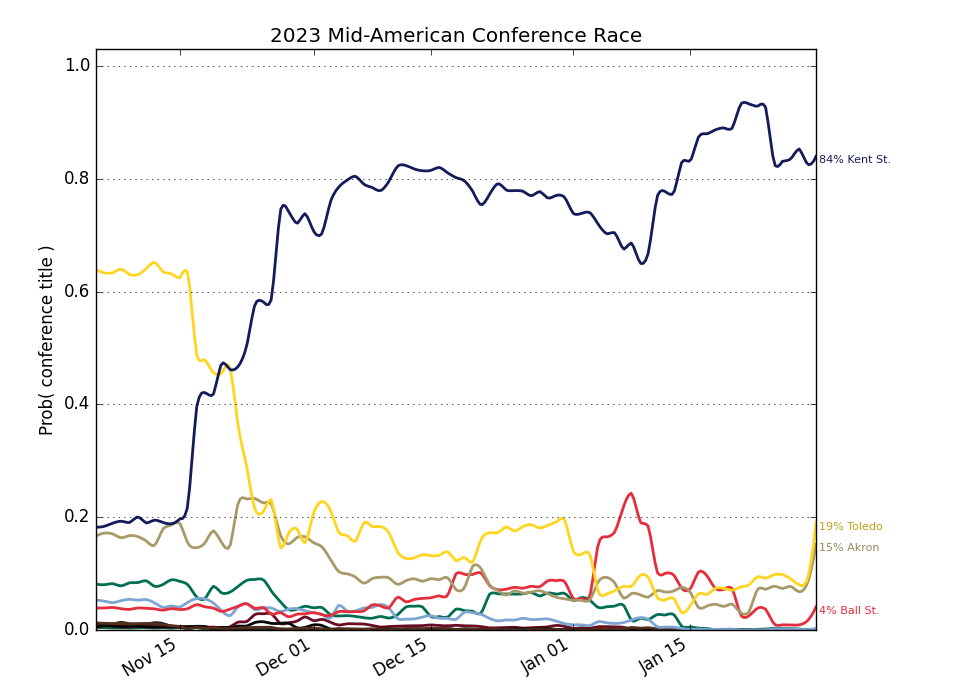 2023 Mid-American Conference Race
Prob( conference title )
1.0
0.8
0.6
0.4
0.2
0.0
84% Kent St.
19% Toledo
15% Akron
4% Ball St.
Nov 15
Dec 01
Dec 15
Jan 01
Jan 15